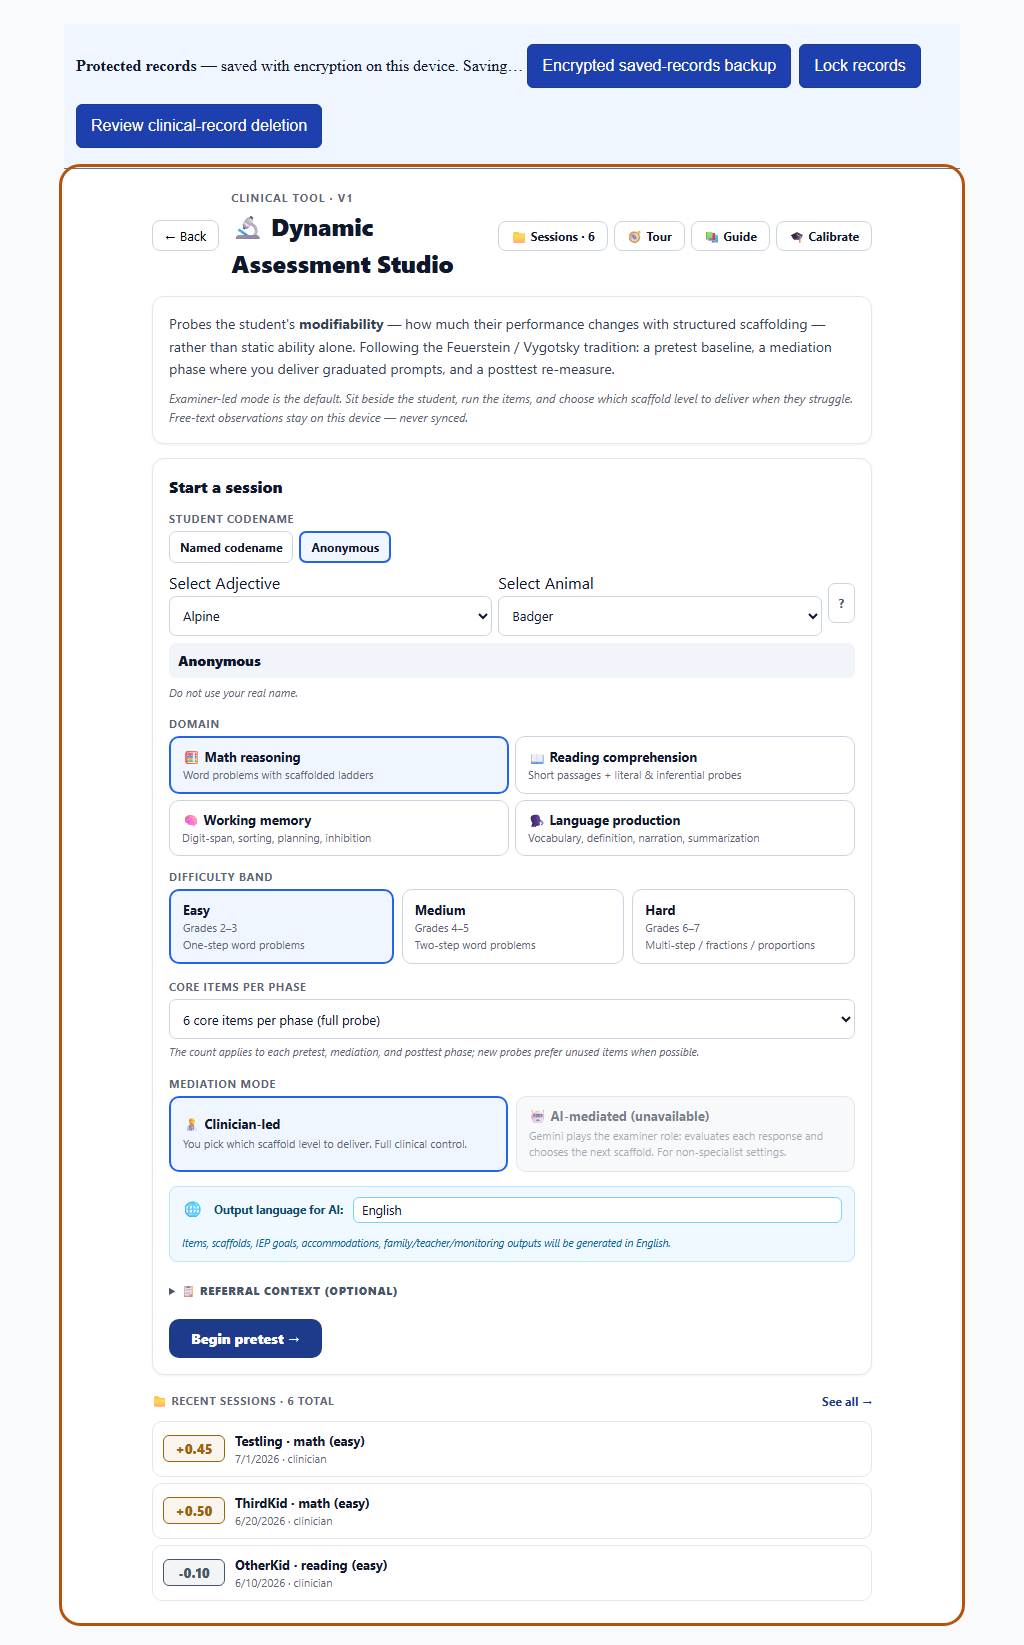 Protected records — saved with encryption on this device. Saving…
Encrypted saved-records backup
Lock records
Review clinical-record deletion
CLINICAL TOOL · V1
← Back
🔬 Dynamic
Assessment Studio
📁 Sessions · 6
🧭 Tour
📚 Guide
🎓 Calibrate
Probes the student's modifiability — how much their performance changes with structured scaffolding —
rather than static ability alone. Following the Feuerstein / Vygotsky tradition: a pretest baseline, a mediation
phase where you deliver graduated prompts, and a posttest re-measure.
Examiner-led mode is the default. Sit beside the student, run the items, and choose which scaffold level to deliver when they struggle.
Free-text observations stay on this device — never synced.
Start a session
STUDENT CODENAME
Named codename
Anonymous
Select Adjective
Select Animal
Alpine
Badger
?
Anonymous
Do not use your real name.
DOMAIN
🧮 Math reasoning
Word problems with scaffolded ladders
📖 Reading comprehension
Short passages + literal & inferential probes
🧠 Working memory
Digit-span, sorting, planning, inhibition
🗣 Language production
Vocabulary, definition, narration, summarization
DIFFICULTY BAND
Easy
Grades 2–3
One-step word problems
Medium
Grades 4–5
Two-step word problems
Hard
Grades 6–7
Multi-step / fractions / proportions
CORE ITEMS PER PHASE
6 core items per phase (full probe)
The count applies to each pretest, mediation, and posttest phase; new probes prefer unused items when possible.
MEDIATION MODE
Clinician-led
You pick which scaffold level to deliver. Full clinical control.
🤖 AI-mediated (unavailable)
Gemini plays the examiner role: evaluates each response and
chooses the next scaffold. For non-specialist settings.
🌐 Output language for AI:
English
Items, scaffolds, IEP goals, accommodations, family/teacher/monitoring outputs will be generated in English.
▶ 📋 REFERRAL CONTEXT (OPTIONAL)
Begin pretest →
📁 RECENT SESSIONS · 6 TOTAL
See all →
+0.45
Testling · math (easy)
7/1/2026 · clinician
+0.50
ThirdKid · math (easy)
6/20/2026 · clinician
-0.10
OtherKid · reading (easy)
6/10/2026 · clinician